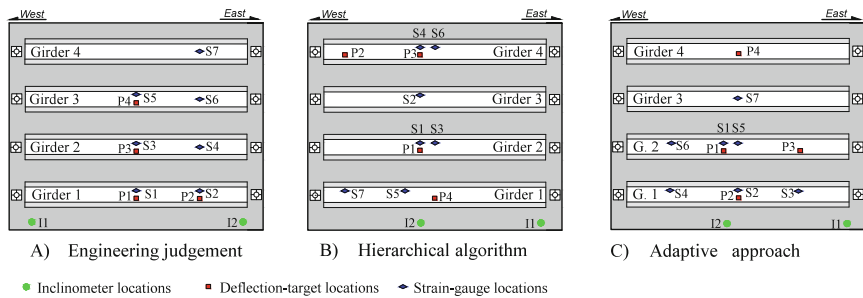 West East West East West East
Girder 4 S7
Girder 3 P4 S5 S6
Girder 2 P3 S3 S4
Girder 1 P1 S1 P2 S2
I1 I2
S4 S6
P2 P3 Girder 4
S2 Girder 3
S1 S3
P1 Girder 2
S7 S5 P4 Girder 1
I2 I1
Girder 4 P4
Girder 3 S7
S1 S5
G. 2 S6 P1 P3
G. 1 S4 P2 S2 S3
I2 I1
A) Engineering judgement B) Hierarchical algorithm C) Adaptive approach
Inclinometer locations Deflection-target locations Strain-gauge locations